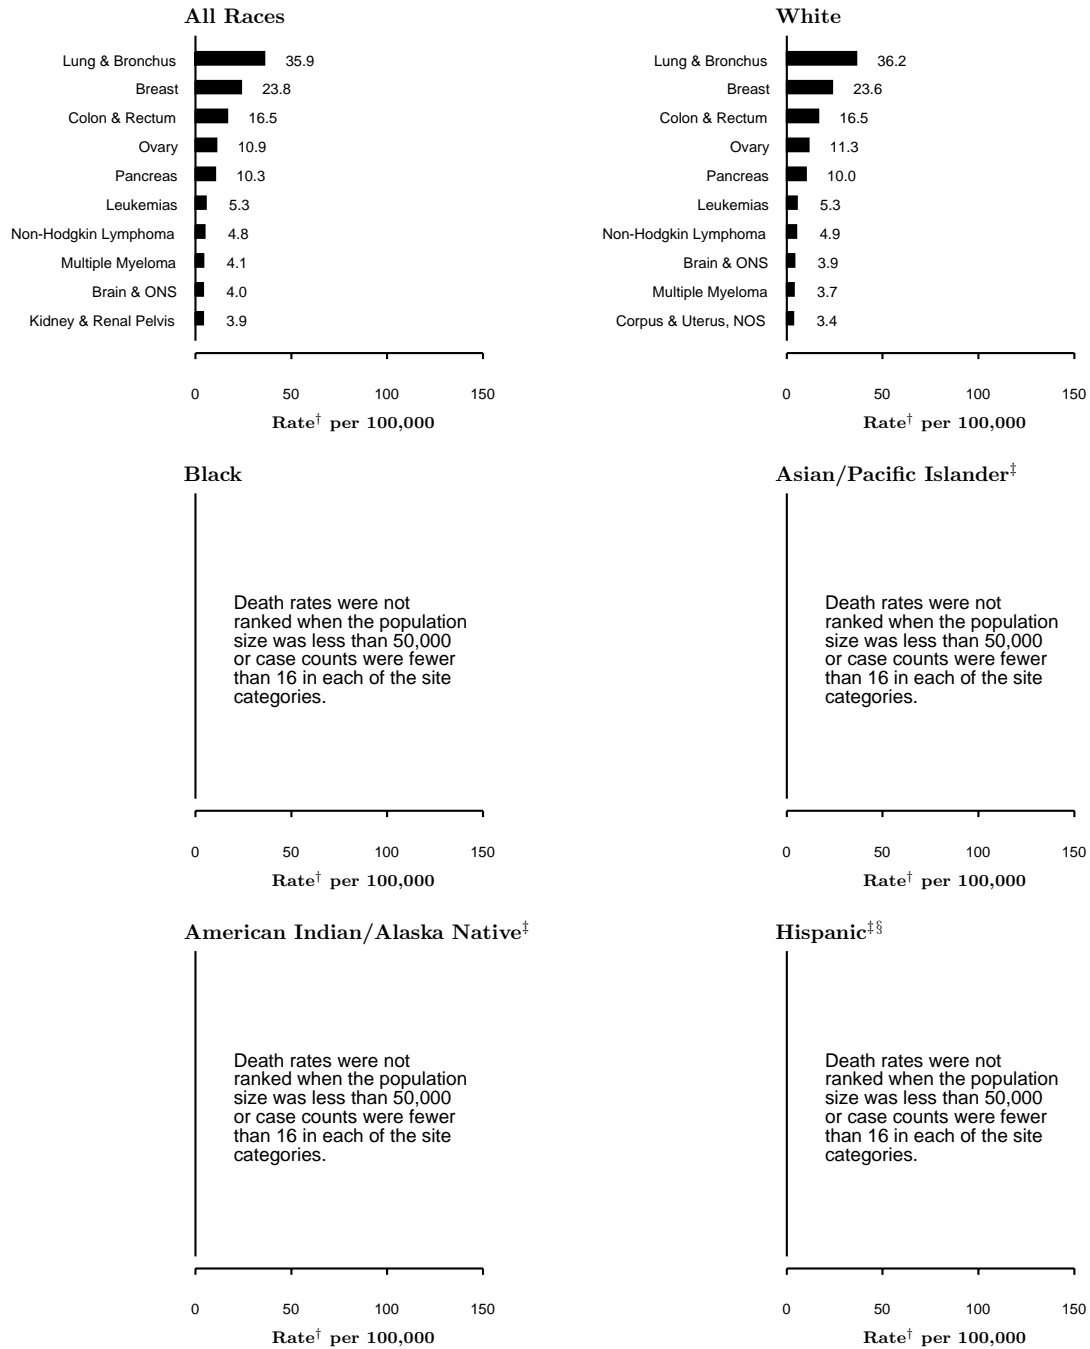 All Races
Lung & Bronchus 35.9
Breast 23.8
Colon & Rectum 16.5
Ovary 10.9
Pancreas 10.3
Leukemias 5.3
Non-Hodgkin Lymphoma 4.8
Multiple Myeloma 4.1
Brain & ONS 4.0
Kidney & Renal Pelvis 3.9
0 50 100 150
Rate† per 100,000
White
Lung & Bronchus 36.2
Breast 23.6
Colon & Rectum 16.5
Ovary 11.3
Pancreas 10.0
Leukemias 5.3
Non-Hodgkin Lymphoma 4.9
Brain & ONS 3.9
Multiple Myeloma 3.7
Corpus & Uterus, NOS 3.4
0 50 100 150
Rate† per 100,000
Black
Death rates were not
ranked when the population
size was less than 50,000
or case counts were fewer
than 16 in each of the site
categories.
0 50 100 150
Rate† per 100,000
Asian/Pacific Islander‡
Death rates were not
ranked when the population
size was less than 50,000
or case counts were fewer
than 16 in each of the site
categories.
0 50 100 150
Rate† per 100,000
American Indian/Alaska Native‡
Death rates were not
ranked when the population
size was less than 50,000
or case counts were fewer
than 16 in each of the site
categories.
0 50 100 150
Rate† per 100,000
Hispanic‡§
Death rates were not
ranked when the population
size was less than 50,000
or case counts were fewer
than 16 in each of the site
categories.
0 50 100 150
Rate† per 100,000